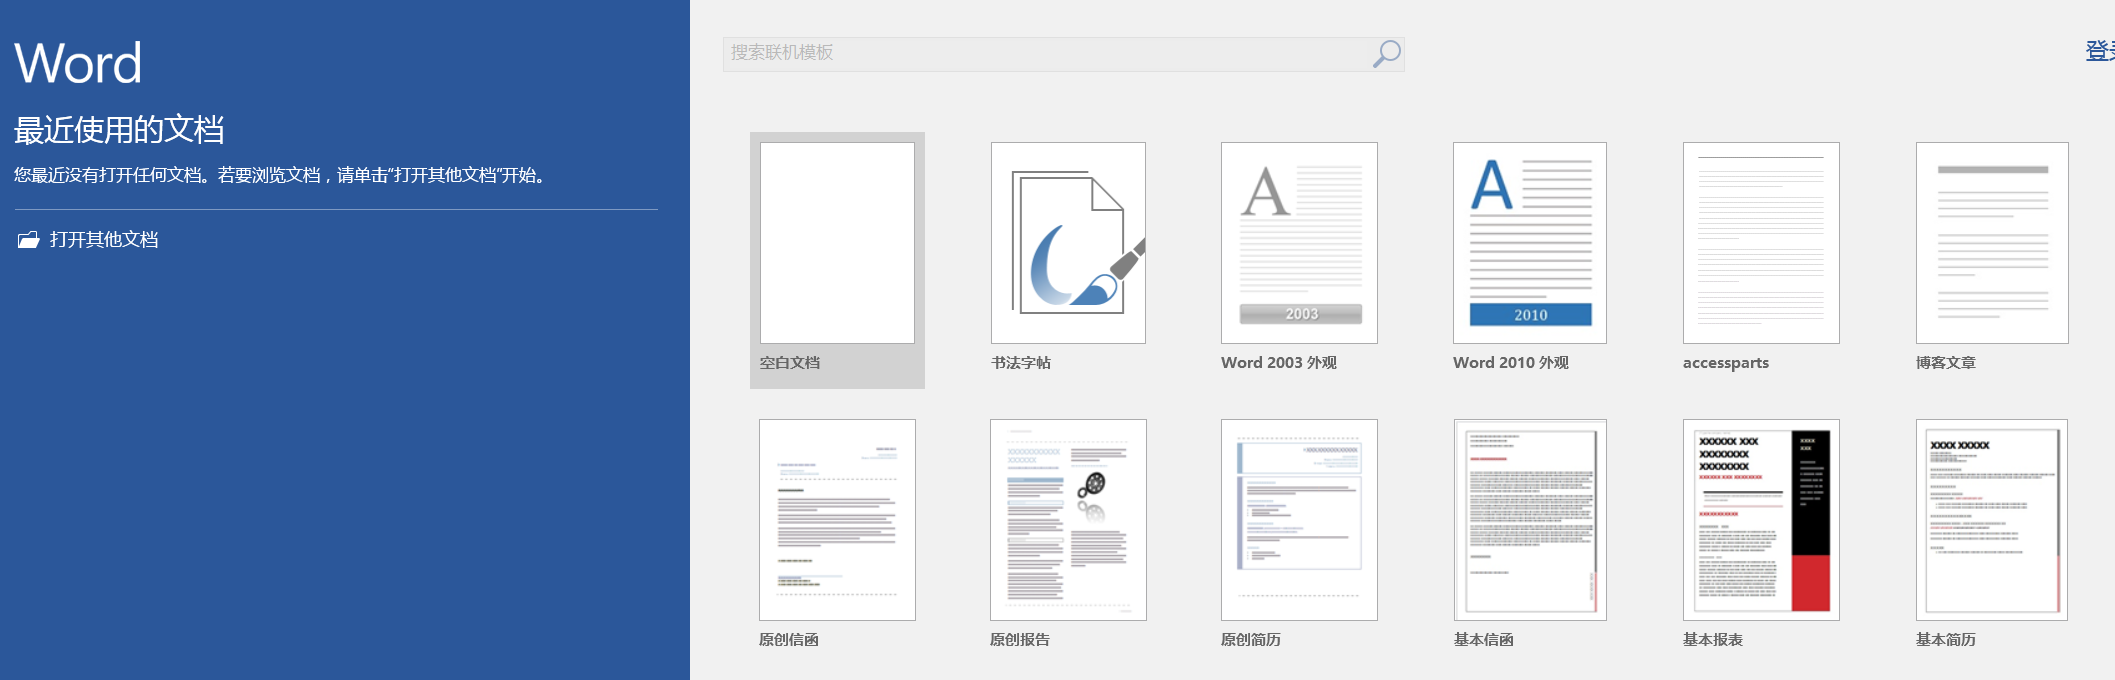 Word
最近使用的文档
您最近没有打开任何文档。若要浏览文档，请单击“打开其他文档”开始。
打开其他文档
搜索联机模板
登
空白文档
书法字帖
A
2003
Word 2003 外观
A
2010
Word 2010 外观
accessparts
博客文章
原创信函
原创报告
原创简历
基本信函
XXXXXX XXX
XXXXXXXX
XXXXXXXX
基本报表
XXXX XXXXX
基本简历